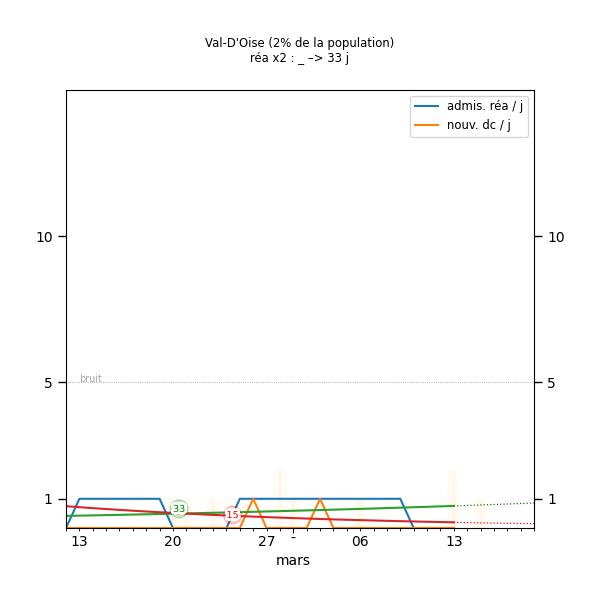 Val-D'Oise (2% de la population)
réa x2 : _ –> 33 j
admis. réa / j
nouv. dc / j
10 10
bruit
5 5
33
15
1 1
13 20 27 - 06 13
mars